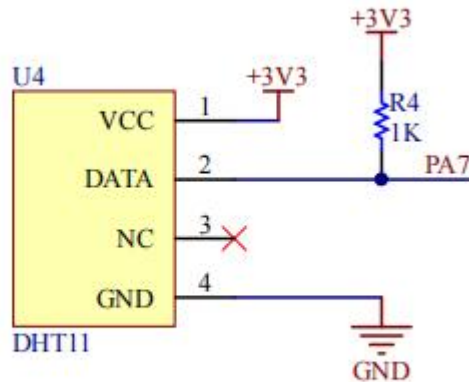 +3V3
U4
+3V3
R4
1K
VCC
1
DATA
2
PA7
NC
3
GND
4
DHT11
GND